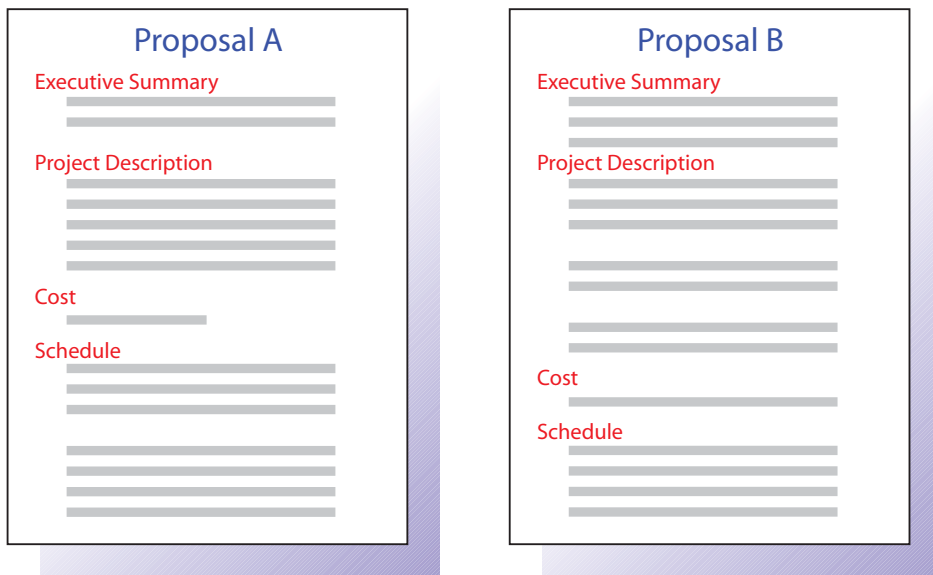 Proposal A
Executive Summary
Project Description
Cost
Schedule
Proposal B
Executive Summary
Project Description
Cost
Schedule